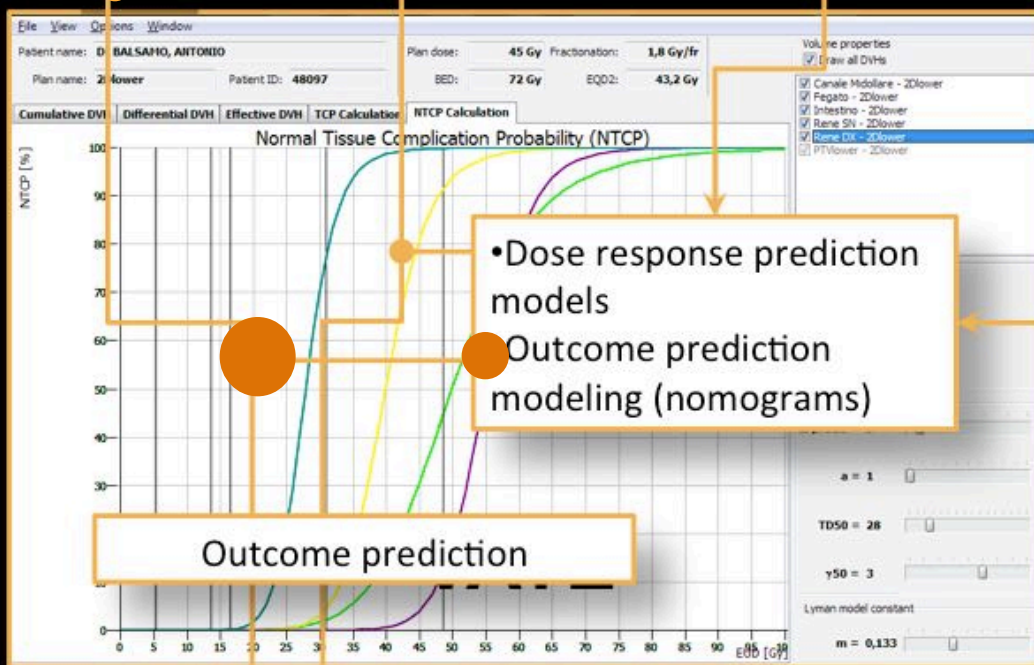 File View Options Window
Patient name: D BALSAMO, ANTONIO Plan dose: 45 Gy Fractionation: 1,8 Gy/fr
Plan name: 2Dlower Patient ID: 48097 BED: 72 Gy EQD2: 43,2 Gy
Volume properties
Draw all DVHs
Canale Midollare - 2Dlower
Fegato - 2Dlower
Intestino - 2Dlower
Rene SN - 2Dlower
Rene DX - 2Dlower
PTVlower - 2Dlower
Cumulative DVH Differential DVH Effective DVH TCP Calculation NTCP Calculation
Normal Tissue Complication Probability (NTCP)
NTCP [%]
100
90
80
70
60
50
40
30
10
0
0 5 10 15 20 25 30 35 40 45 50 55 60 65 70 75 80 85
EUD [Gy]
•Dose response prediction
models
Outcome prediction
modeling (nomograms)
Outcome prediction
a = 1
TD50 = 28
γ50 = 3
Lyman model constant
m = 0,133